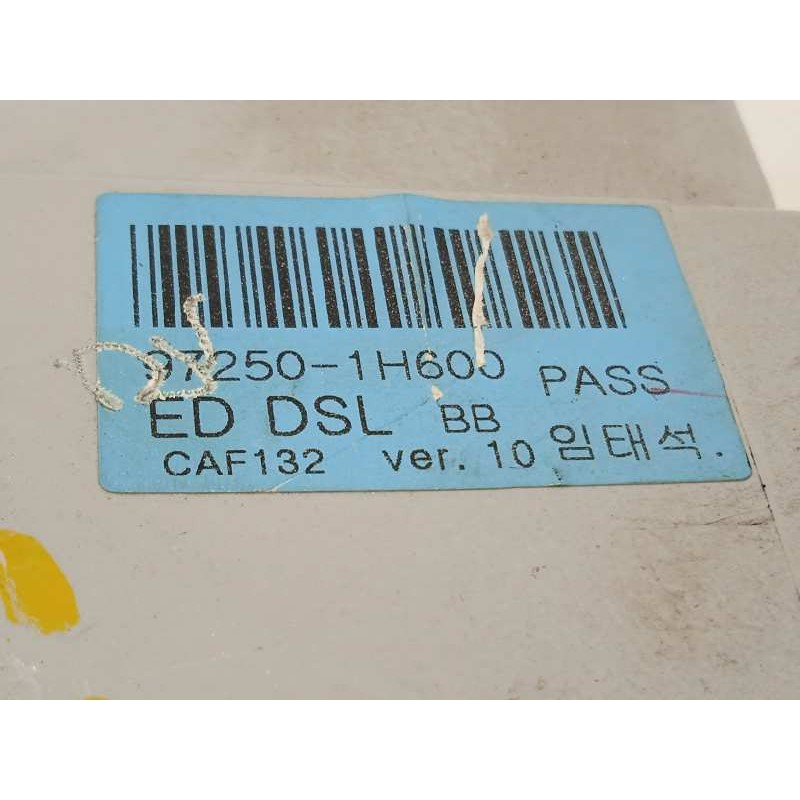 97250-1H600 PASS
ED DSL BB
CAF132 ver. 10 임태석.